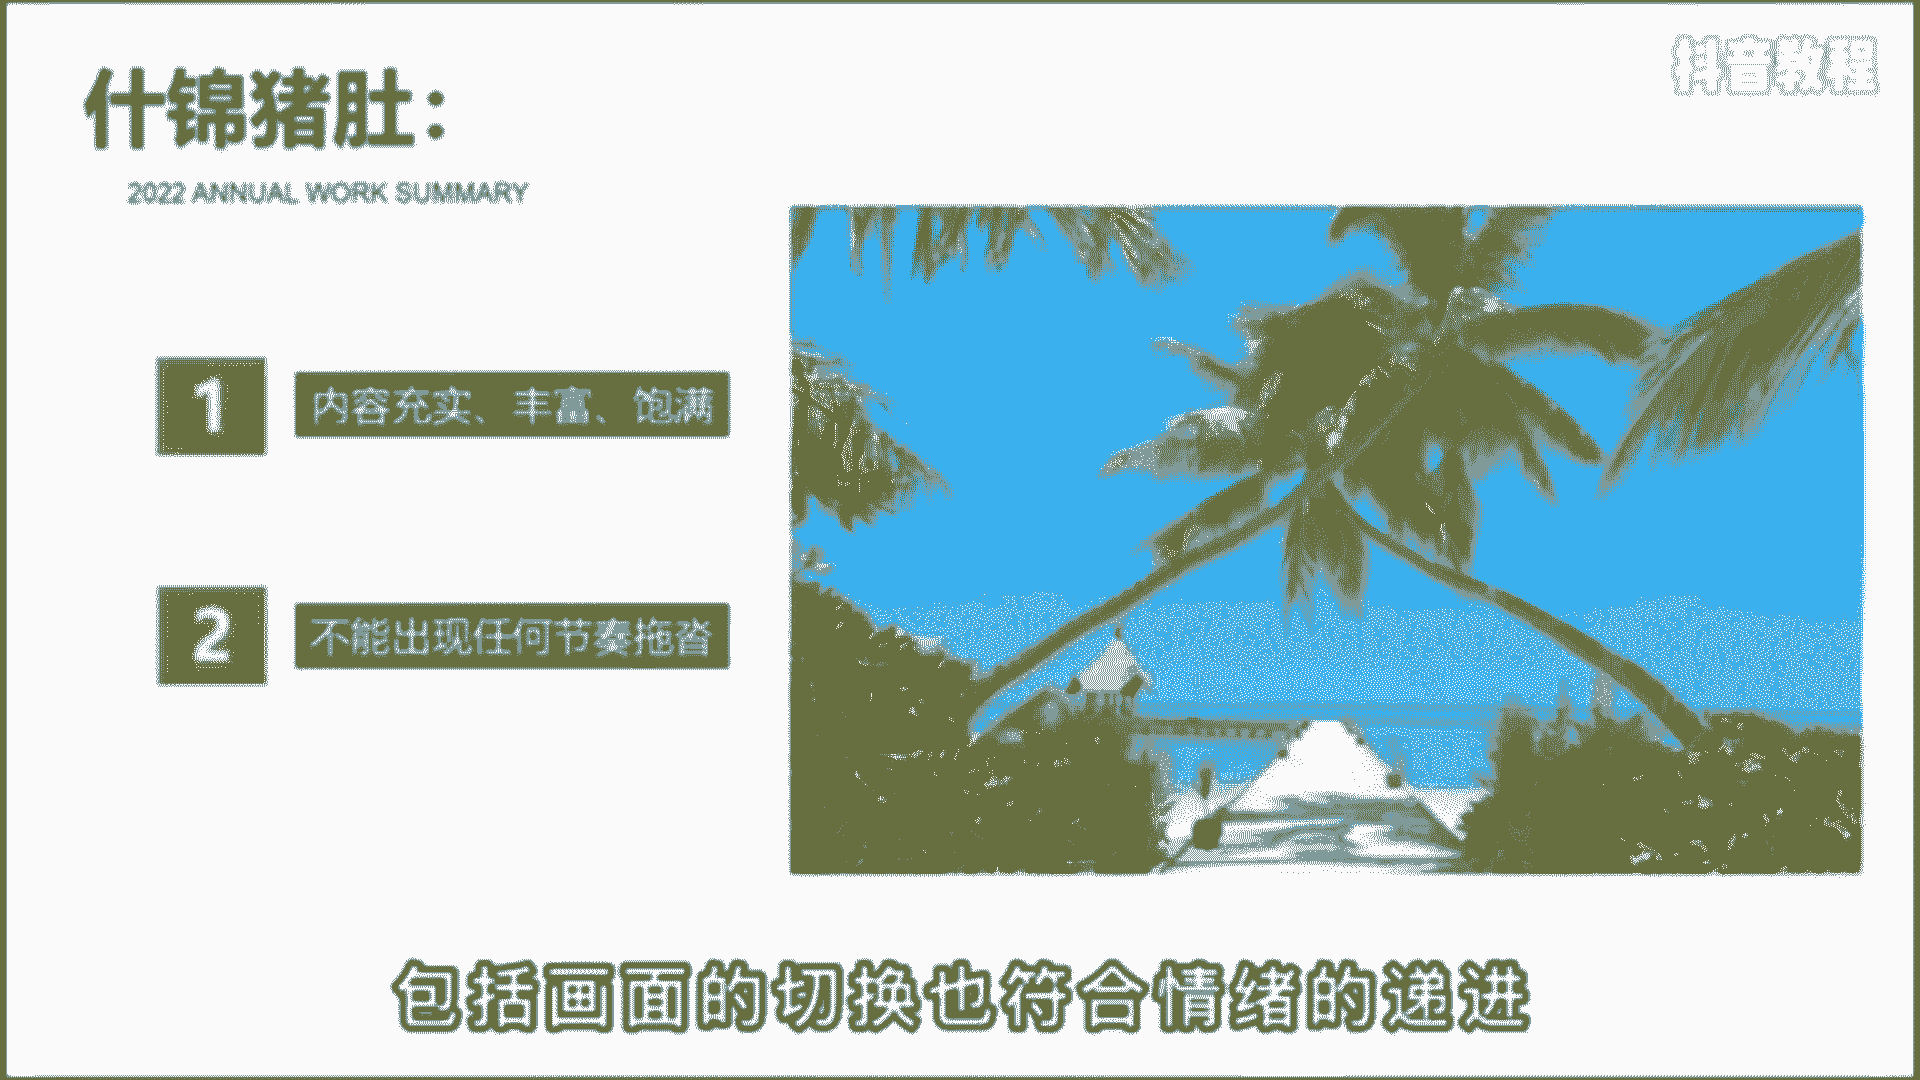 抖音教程
什锦猪肚：
2022 ANNUAL WORK SUMMARY
1
内容充实、丰富、饱满
2
不能出现任何节奏拖沓
包括画面的切换也符合情绪的递进